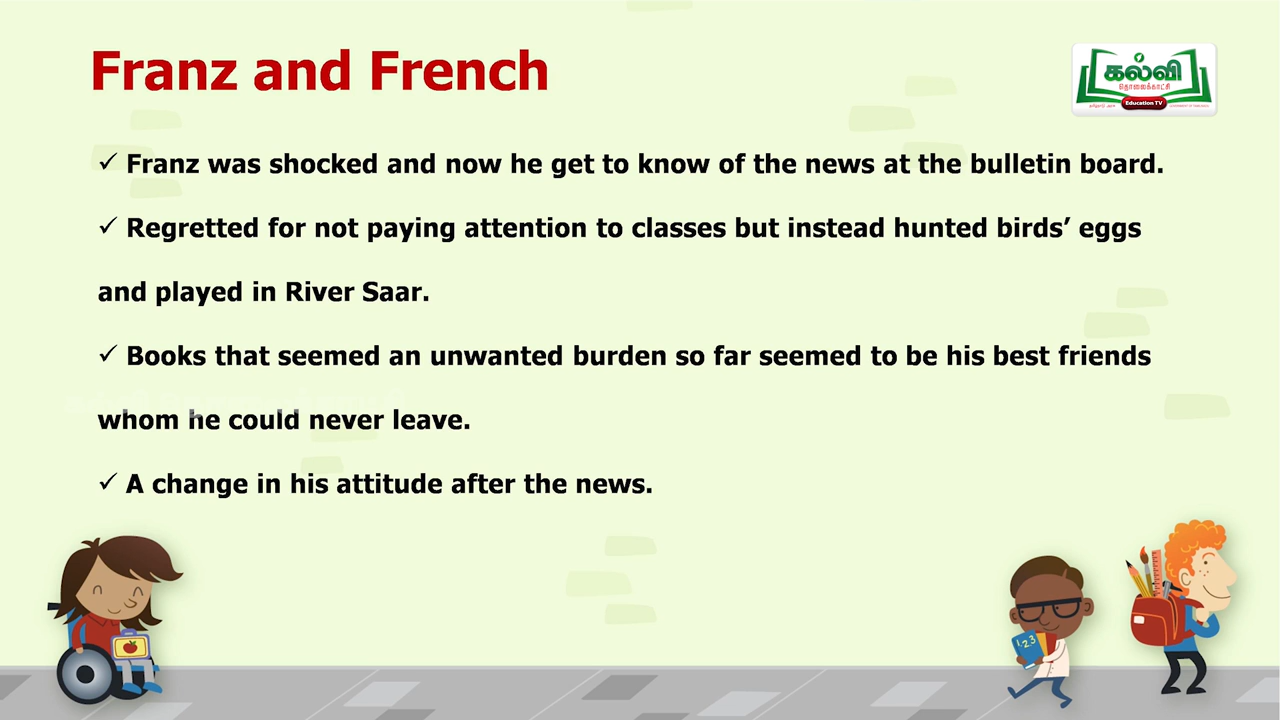 Franz and French
கல்வி
தொலைக்காட்சி
Education TV
✓ Franz was shocked and now he get to know of the news at the bulletin board.
✓ Regretted for not paying attention to classes but instead hunted birds’ eggs
and played in River Saar.
✓ Books that seemed an unwanted burden so far seemed to be his best friends
whom he could never leave.
✓ A change in his attitude after the news.
1 2 3